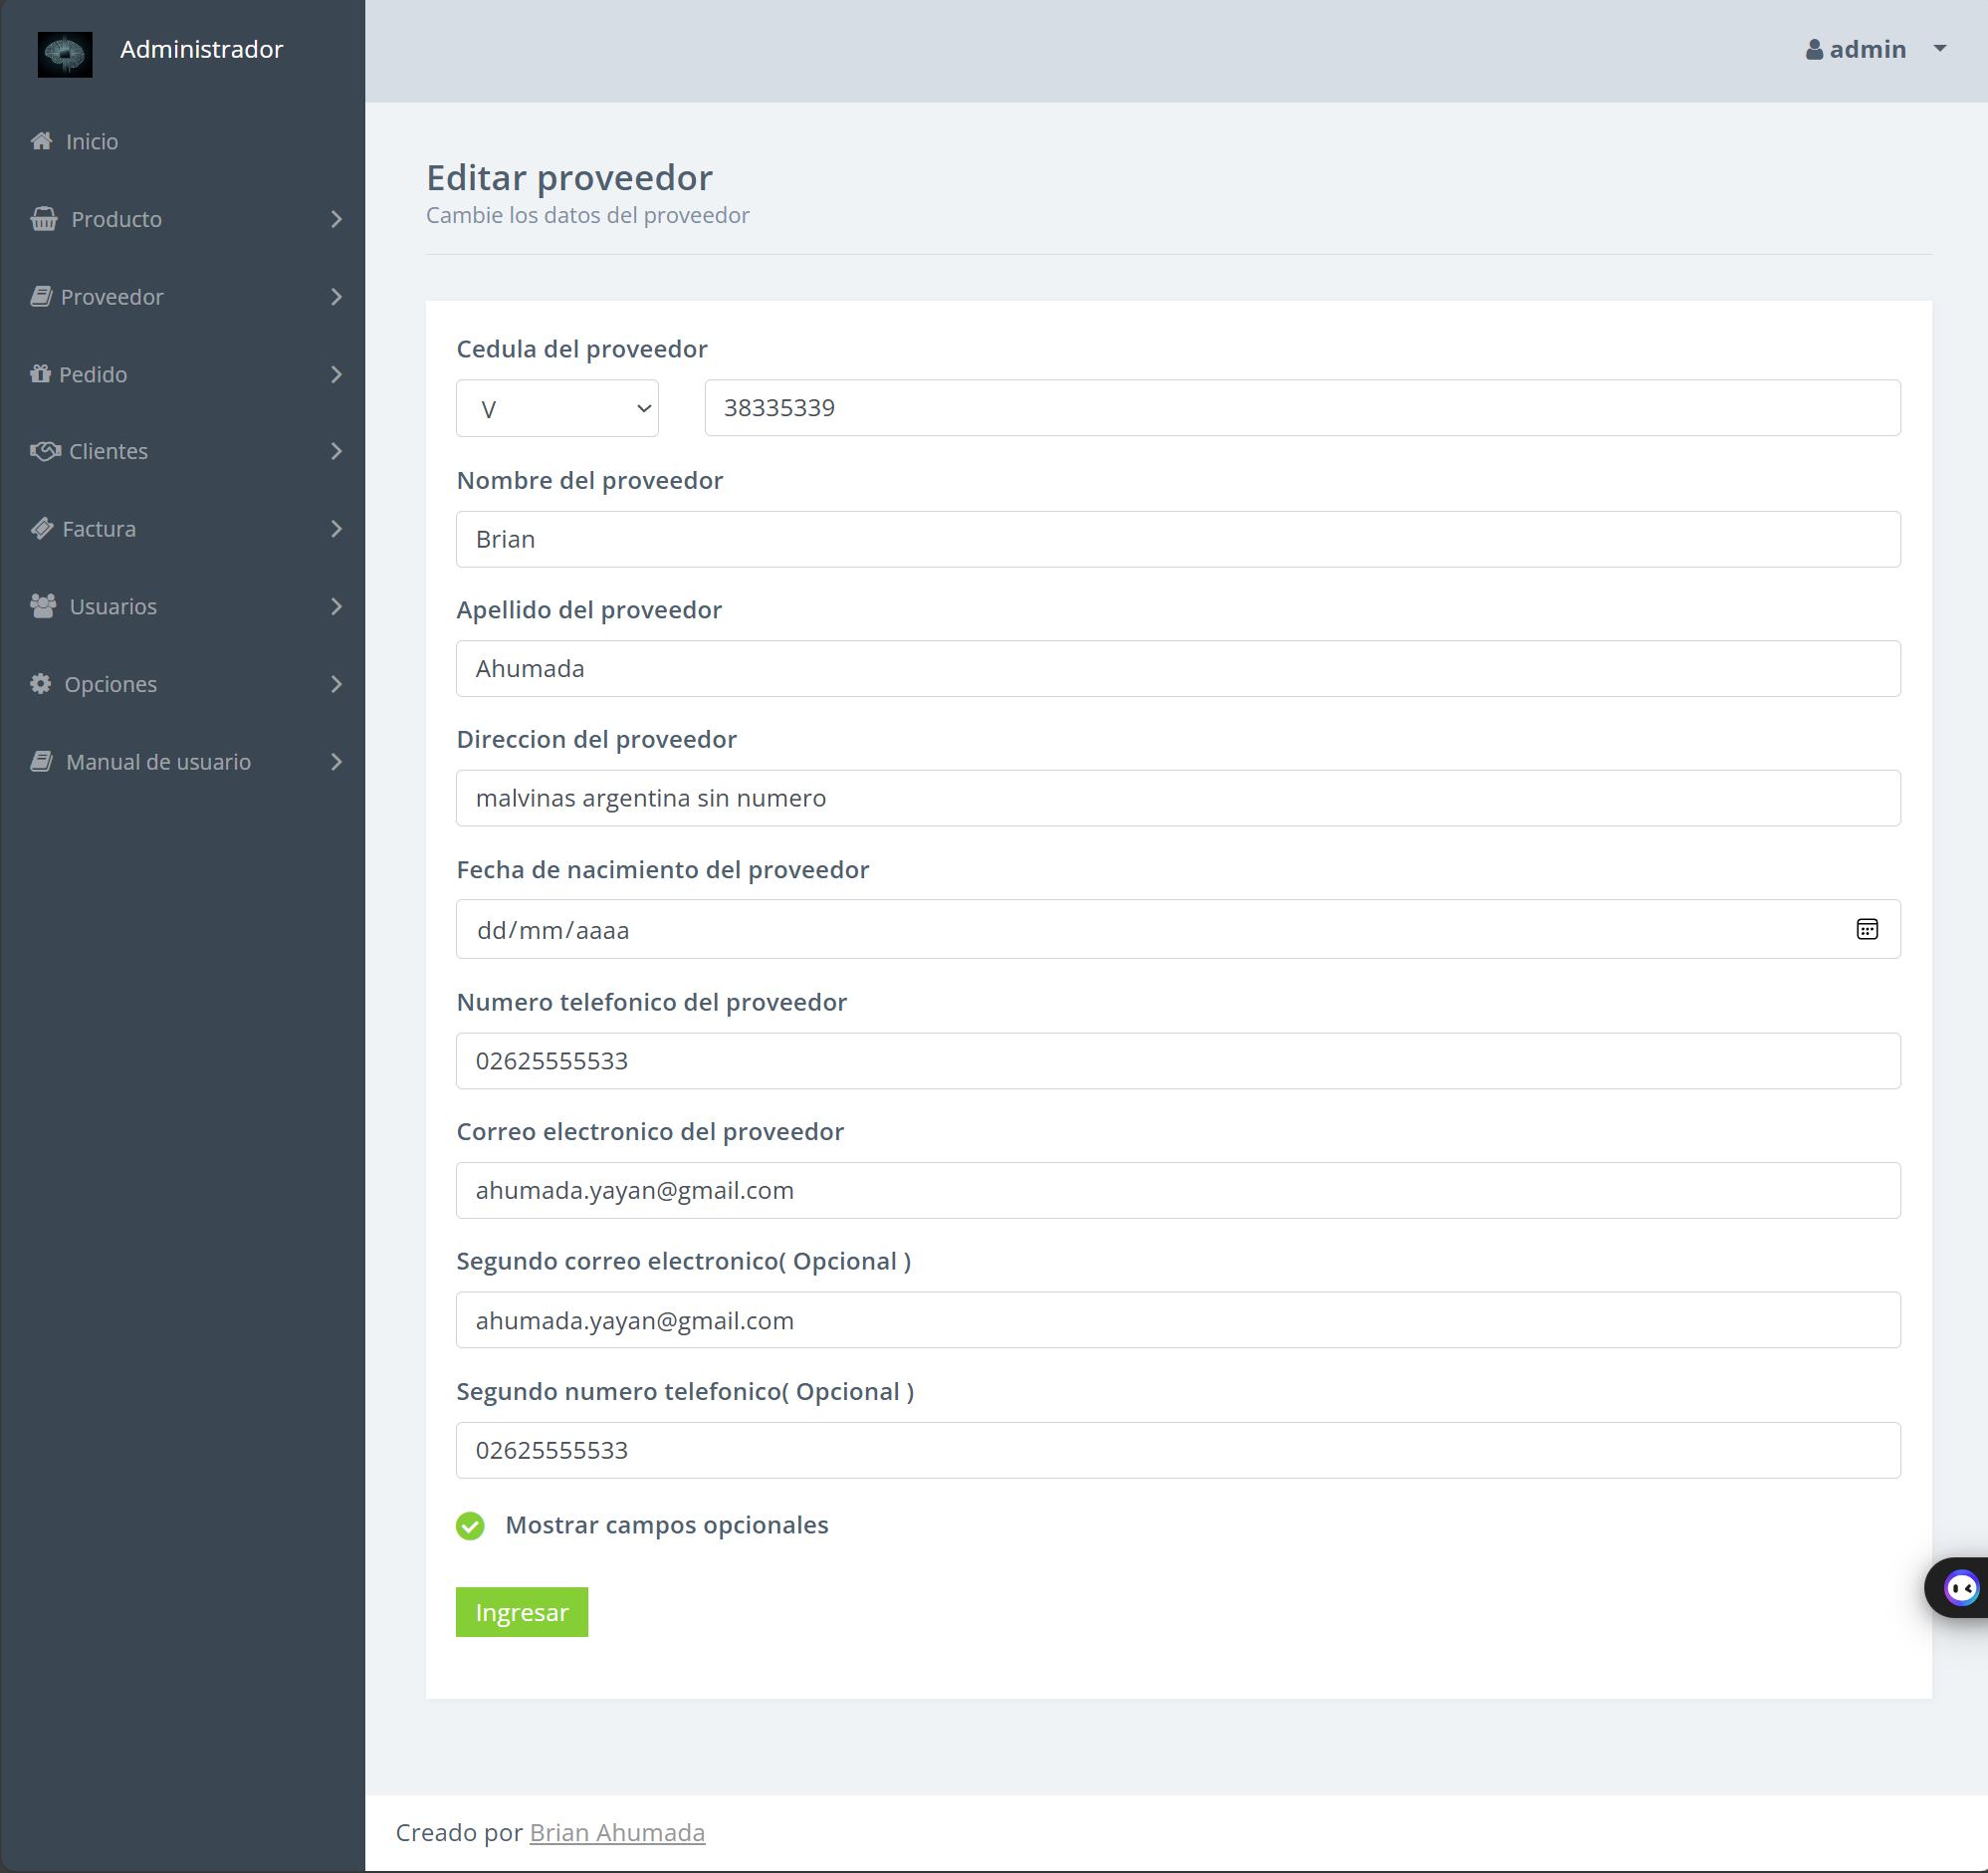 Administrador
admin
Inicio
Producto
Proveedor
Pedido
Clientes
Factura
Usuarios
Opciones
Manual de usuario
Editar proveedor
Cambie los datos del proveedor
Cedula del proveedor
V 38335339
Nombre del proveedor
Brian
Apellido del proveedor
Ahumada
Direccion del proveedor
malvinas argentina sin numero
Fecha de nacimiento del proveedor
dd/mm/aaaa
Numero telefonico del proveedor
02625555533
Correo electronico del proveedor
ahumada.yayan@gmail.com
Segundo correo electronico( Opcional )
ahumada.yayan@gmail.com
Segundo numero telefonico( Opcional )
02625555533
Mostrar campos opcionales
Ingresar
Creado por Brian Ahumada